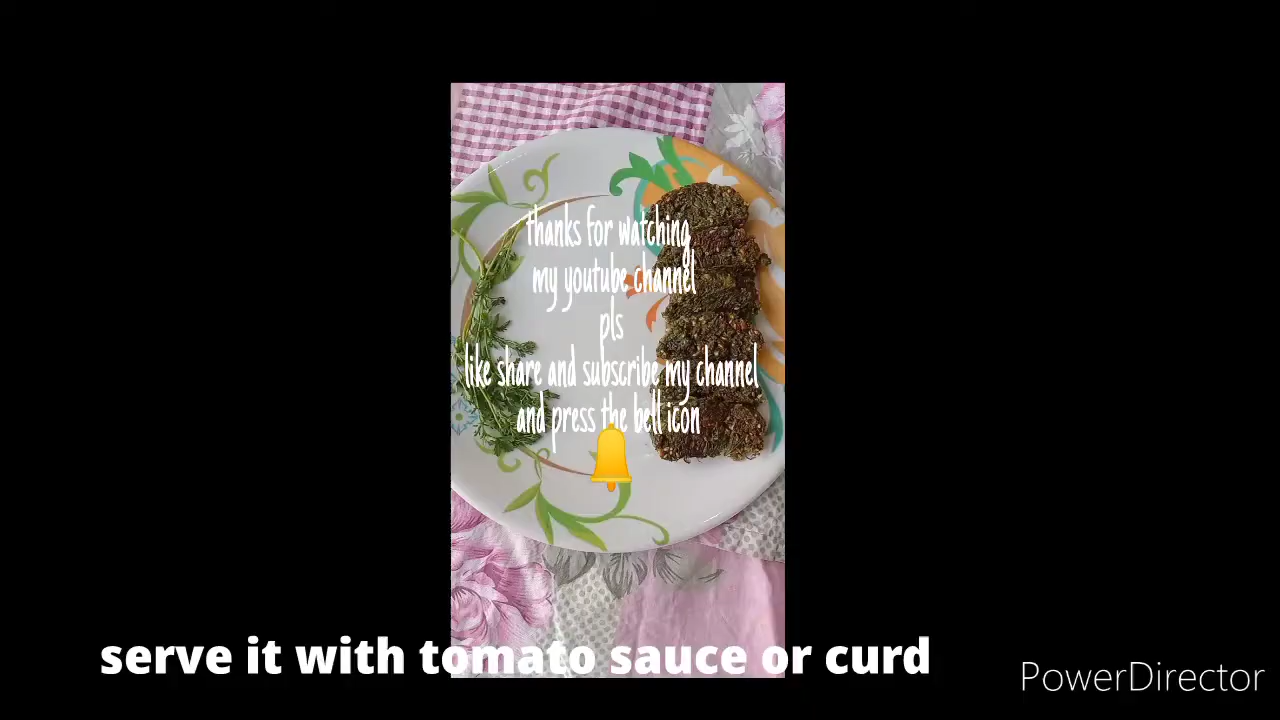 thanks for watching
my youtube channel
pls
like share and subscribe my channel
and press the bell icon
serve it with tomato sauce or curd
PowerDirector